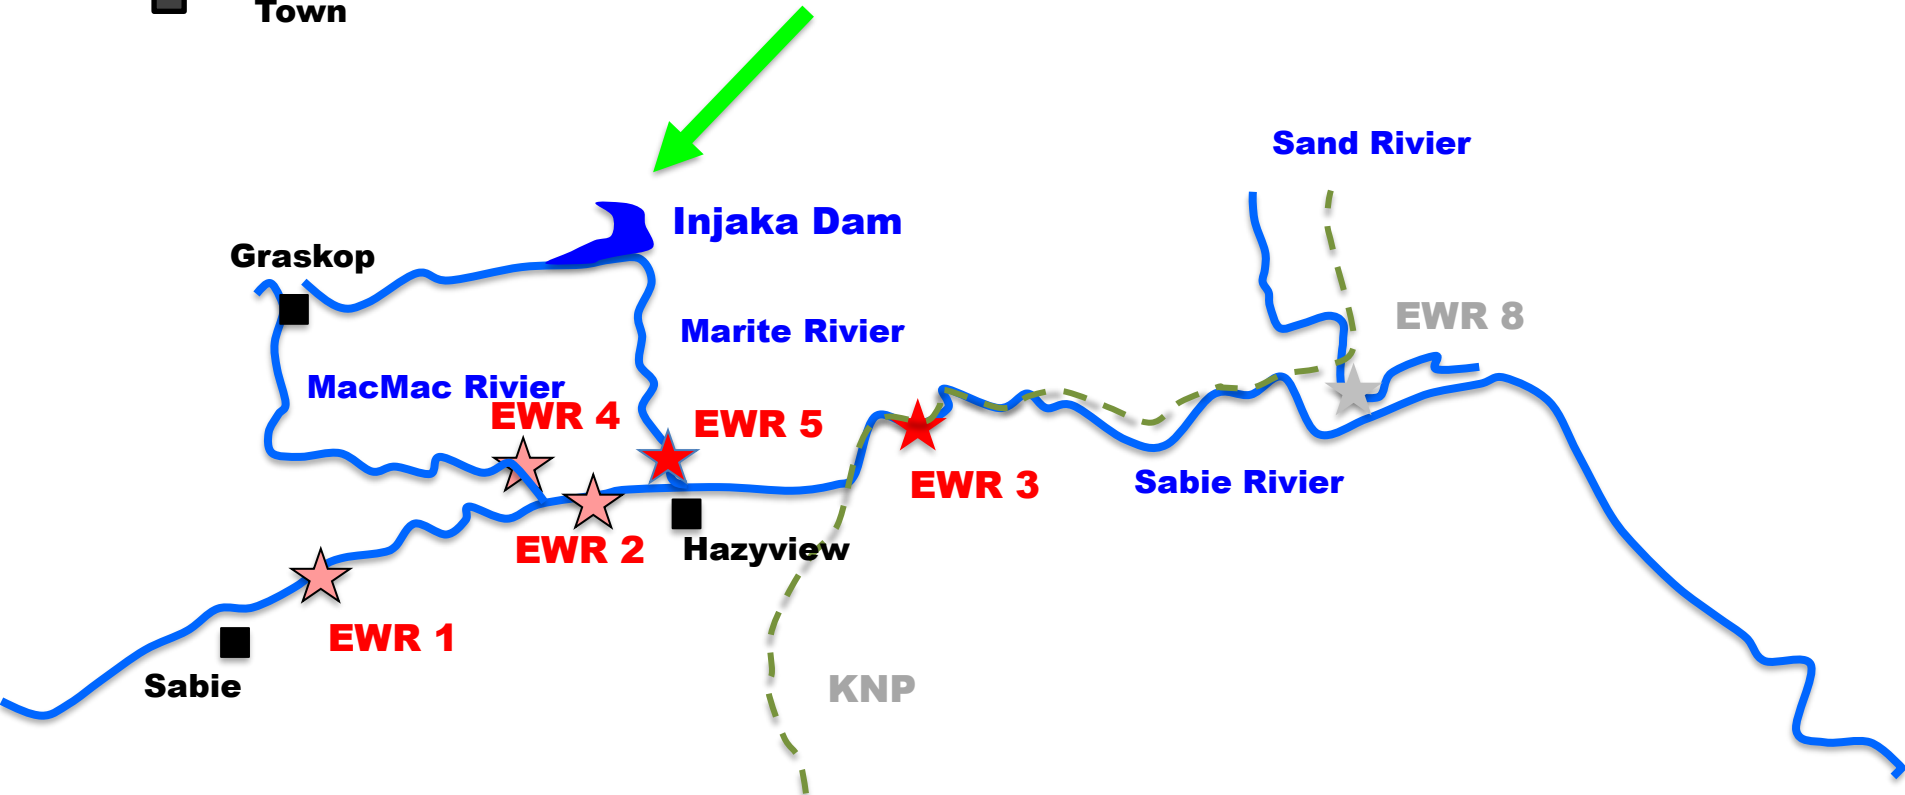 Town
Sand Rivier
Injaka Dam
Graskop
EWR 8
Marite Rivier
MacMac Rivier
EWR 4
EWR 5
EWR 3
Sabie Rivier
EWR 2
Hazyview
EWR 1
Sabie
KNP